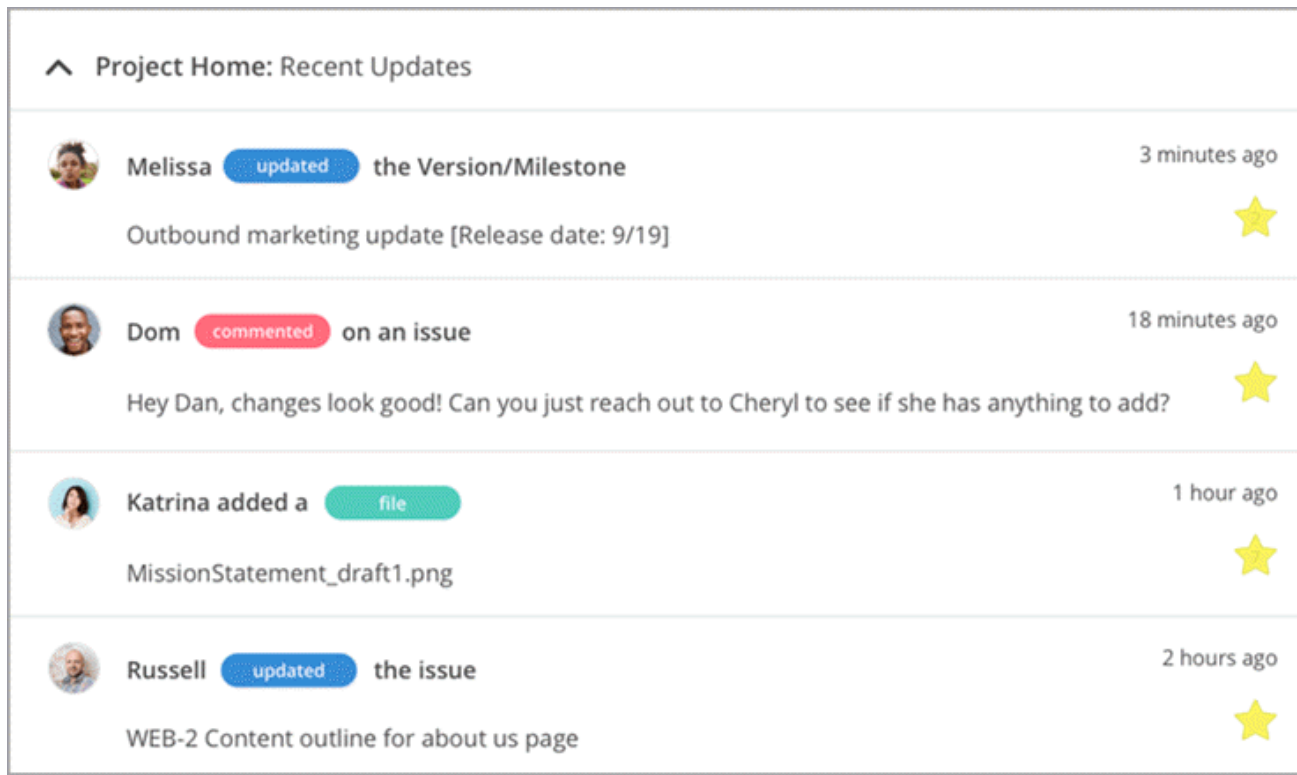 Project Home: Recent Updates
Melissa updated the Version/Milestone
3 minutes ago
Outbound marketing update [Release date: 9/19]
Dom commented on an issue
18 minutes ago
Hey Dan, changes look good! Can you just reach out to Cheryl to see if she has anything to add?
Katrina added a file
1 hour ago
MissionStatement_draft1.png
Russell updated the issue
2 hours ago
WEB-2 Content outline for about us page